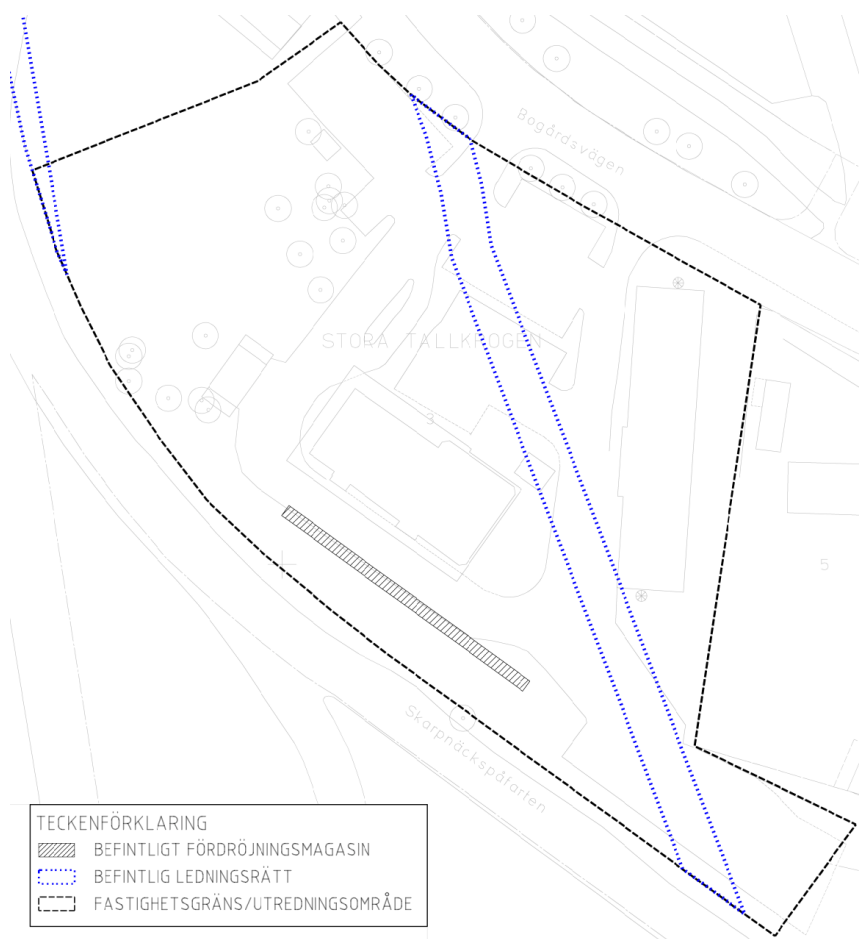 Bogårdsvägen
STORA TALLKROGEN
3
5
Skarpnäckspåfarten
TECKENFÖRKLARING
BEFINTLIGT FÖRDRÖJNINGSMAGASIN
BEFINTLIG LEDNINGSRÄTT
FASTIGHETSGRÄNS/UTREDNINGSOMRÅDE